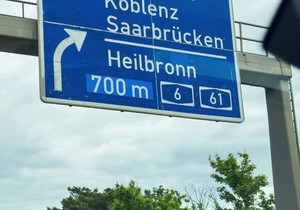 Koblenz
Saarbrücken
Heilbronn
700 m 6 61